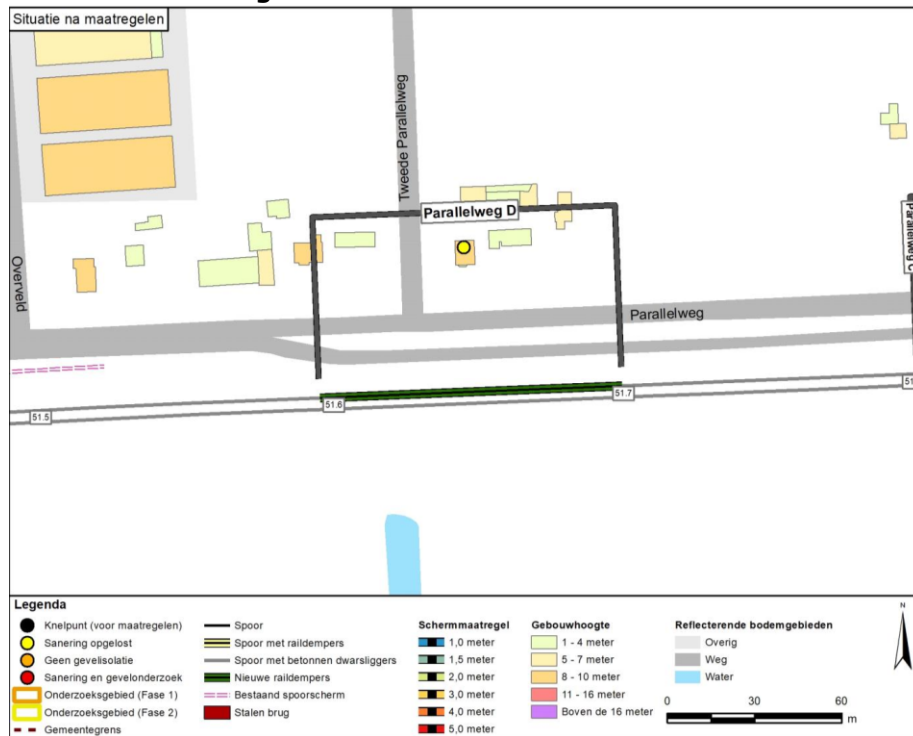 Situatie na maatregelen
Tweede Parallelweg
Parallelweg D
Parallelweg C
Overveld
Parallelweg
51.5
51.6
51.7
51.
Legenda
Knelpunt (voor maatregelen)
Sanering opgelost
Geen gevelisolatie
Sanering en gevelonderzoek
Onderzoeksgebied (Fase 1)
Onderzoeksgebied (Fase 2)
Gemeentegrens
Spoor
Spoor met raildempers
Spoor met betonnen dwarsliggers
Nieuwe raildempers
Bestaand spoorscherm
Stalen brug
Schermmaatregel
1,0 meter
1,5 meter
2,0 meter
3,0 meter
4,0 meter
5,0 meter
Gebouwhoogte
1 - 4 meter
5 - 7 meter
8 - 10 meter
11 - 16 meter
Boven de 16 meter
Reflecterende bodemgebieden
Overig
Weg
Water
N
0 30 60
m